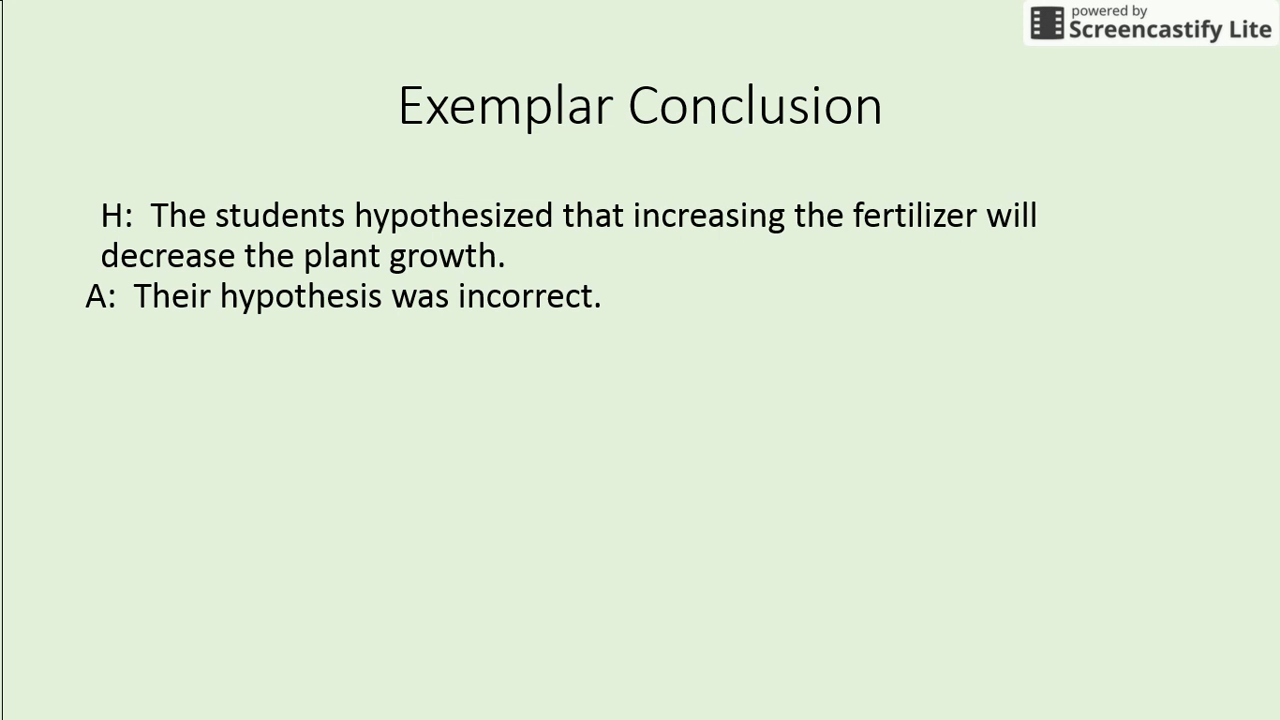 powered by
Screencastify Lite
Exemplar Conclusion
H:  The students hypothesized that increasing the fertilizer will
decrease the plant growth.
A:  Their hypothesis was incorrect.